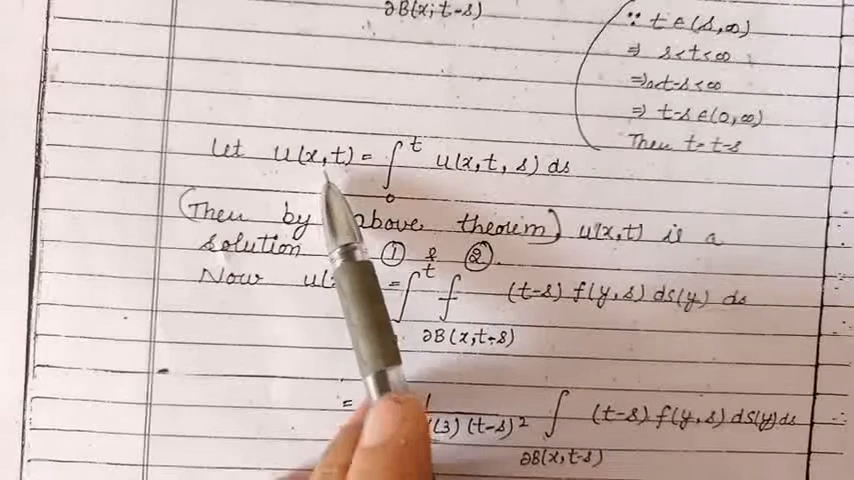 ∂B(x; t-s)
∵ t ∈ (s, ∞)
⇒ s < t < ∞
⇒ 0 < t-s < ∞
⇒ t-s ∈ (0, ∞)
Then t = t-s
Let u(x,t) = ∫₀ᵗ u(x,t,s) ds
(Then by above theorem) u(x,t) is a
solution ① & ②.
Now u( = ∫ᵗ ⨍ (t-s) f(y,s) ds(y) ds
∂B(x,t-s)
= (3)(t-s)² ∫ (t-s) f(y,s) ds(y) ds
∂B(x,t-s)